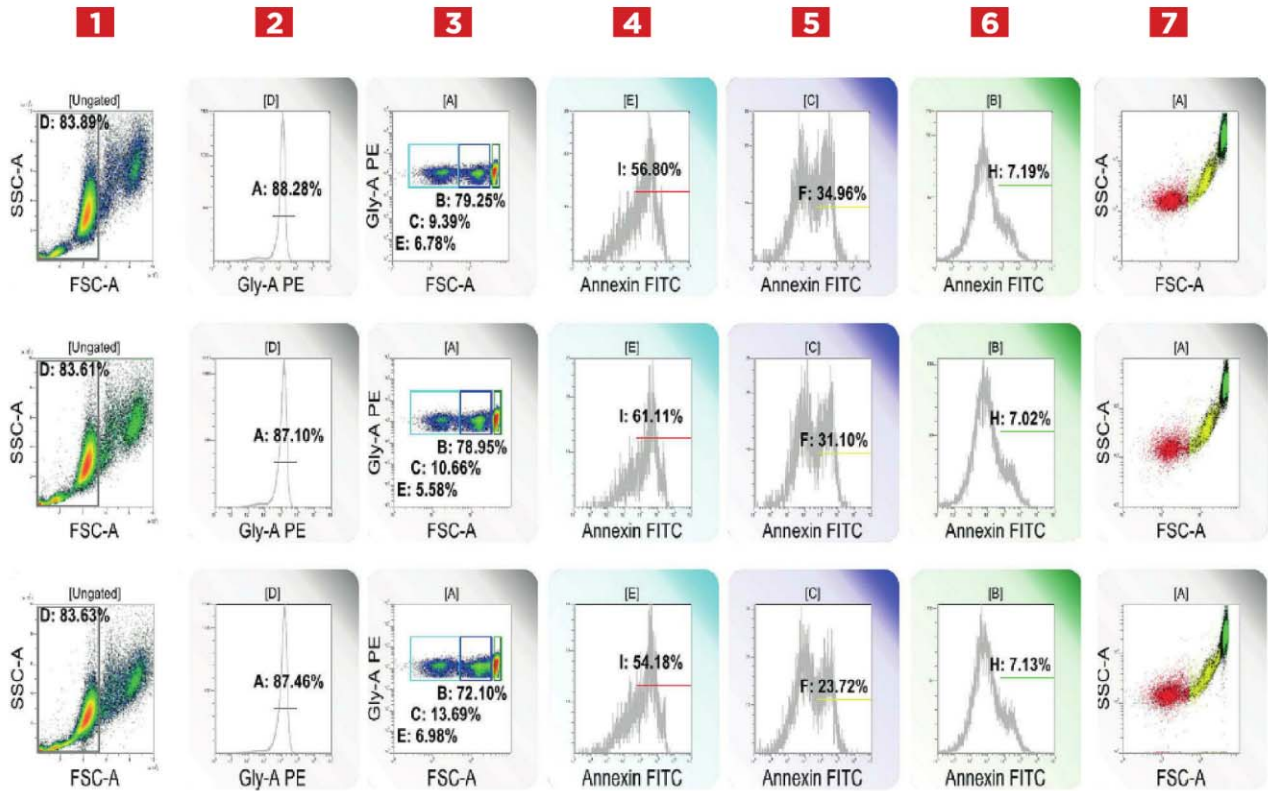 1 2 3 4 5 6 7
[Ungated] [D] [A] [E] [C] [B] [A]
D: 83.89%
A: 88.28%
B: 79.25%
C: 9.39%
E: 6.78%
I: 56.80%
F: 34.96%
H: 7.19%
SSC-A Gly-A PE SSC-A
FSC-A Gly-A PE FSC-A Annexin FITC Annexin FITC Annexin FITC FSC-A
[Ungated] [D] [A] [E] [C] [B] [A]
D: 83.61%
A: 87.10%
B: 78.95%
C: 10.66%
E: 5.58%
I: 61.11%
F: 31.10%
H: 7.02%
SSC-A Gly-A PE SSC-A
FSC-A Gly-A PE FSC-A Annexin FITC Annexin FITC Annexin FITC FSC-A
[Ungated] [D] [A] [E] [C] [B] [A]
D: 83.63%
A: 87.46%
B: 72.10%
C: 13.69%
E: 6.98%
I: 54.18%
F: 23.72%
H: 7.13%
SSC-A Gly-A PE SSC-A
FSC-A Gly-A PE FSC-A Annexin FITC Annexin FITC Annexin FITC FSC-A